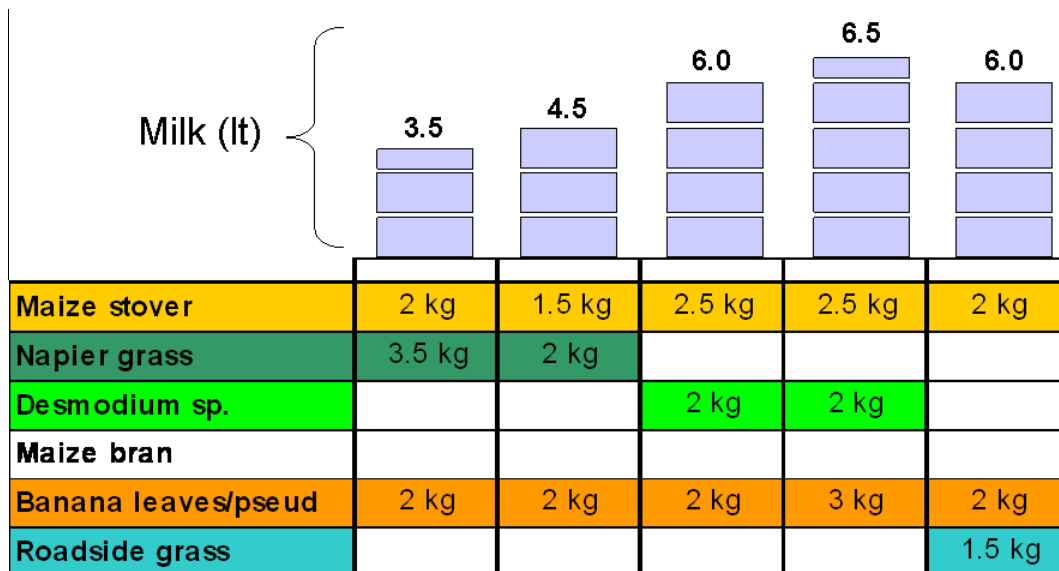 6.5
6.0 6.0
4.5
Milk (lt) 3.5
Maize stover 2 kg 1.5 kg 2.5 kg 2.5 kg 2 kg
Napier grass 3.5 kg 2 kg
Desmodium sp. 2 kg 2 kg
Maize bran
Banana leaves/pseud 2 kg 2 kg 2 kg 3 kg 2 kg
Roadside grass 1.5 kg